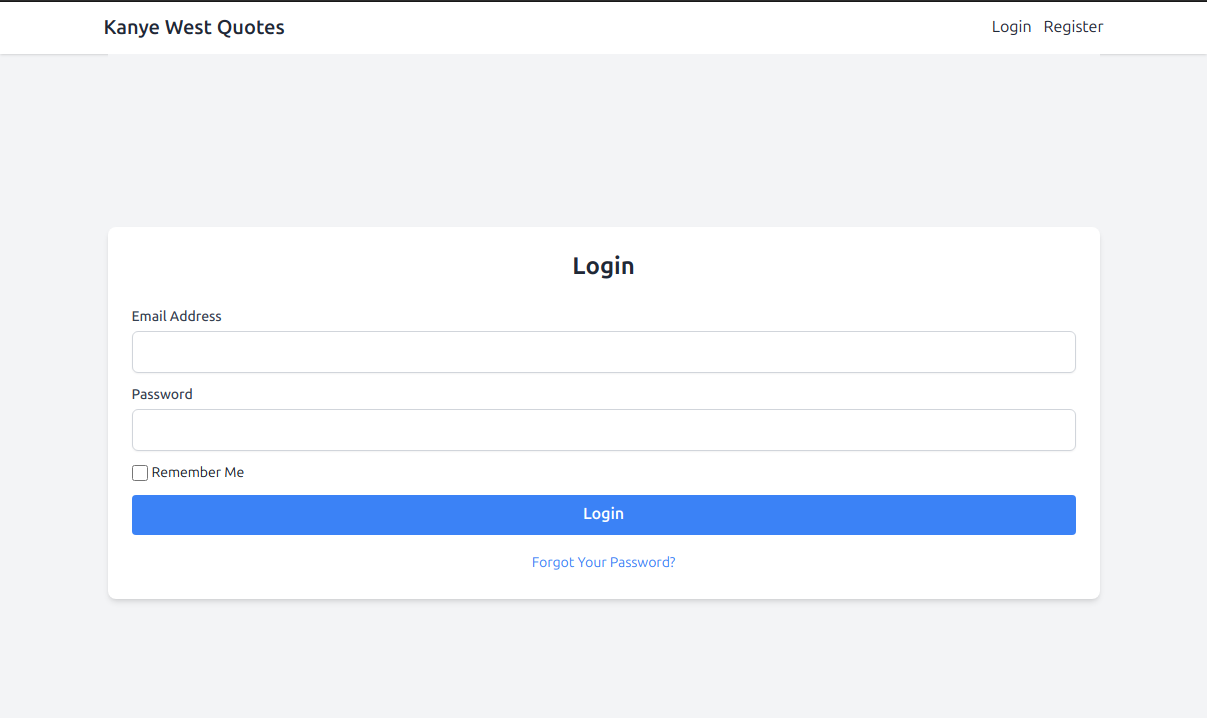 Kanye West Quotes
Login Register
Login
Email Address
Password
Remember Me
Login
Forgot Your Password?